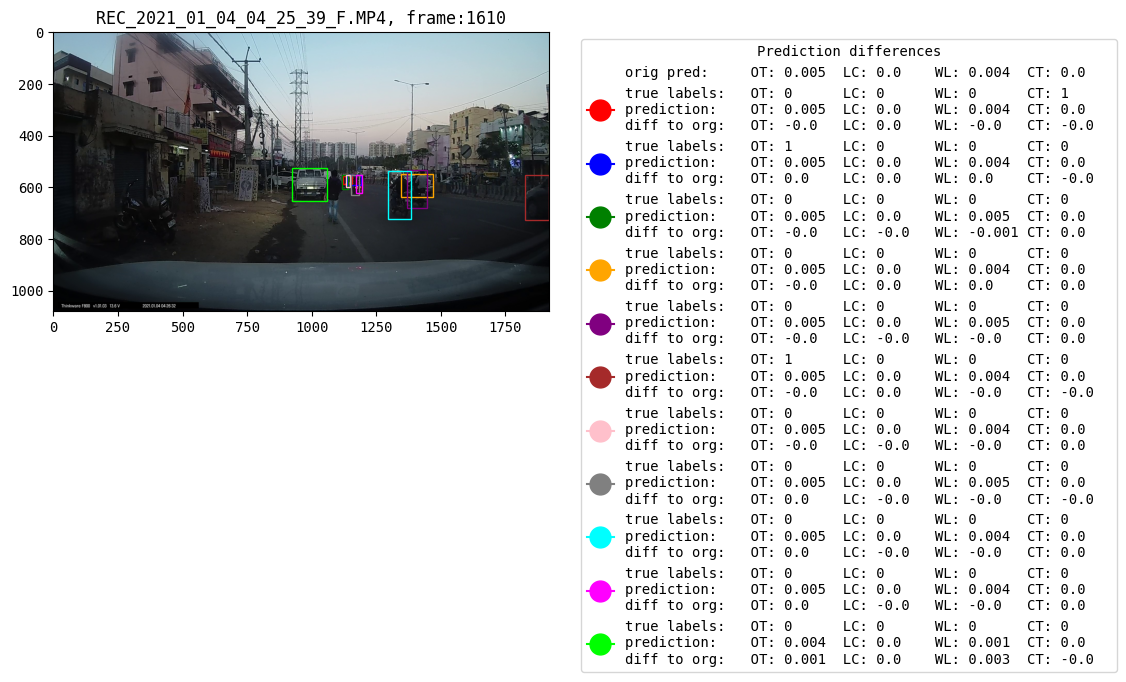 REC_2021_01_04_04_25_39_F.MP4, frame:1610
0
200
400
600
800
1000
0 250 500 750 1000 1250 1500 1750
Prediction differences
orig pred: OT: 0.005 LC: 0.0 WL: 0.004 CT: 0.0
true labels: OT: 0 LC: 0 WL: 0 CT: 1
prediction: OT: 0.005 LC: 0.0 WL: 0.004 CT: 0.0
diff to org: OT: -0.0 LC: 0.0 WL: -0.0 CT: -0.0
true labels: OT: 1 LC: 0 WL: 0 CT: 0
prediction: OT: 0.005 LC: 0.0 WL: 0.004 CT: 0.0
diff to org: OT: 0.0 LC: 0.0 WL: 0.0 CT: -0.0
true labels: OT: 0 LC: 0 WL: 0 CT: 0
prediction: OT: 0.005 LC: 0.0 WL: 0.005 CT: 0.0
diff to org: OT: -0.0 LC: -0.0 WL: -0.001 CT: 0.0
true labels: OT: 0 LC: 0 WL: 0 CT: 0
prediction: OT: 0.005 LC: 0.0 WL: 0.004 CT: 0.0
diff to org: OT: -0.0 LC: 0.0 WL: 0.0 CT: 0.0
true labels: OT: 0 LC: 0 WL: 0 CT: 0
prediction: OT: 0.005 LC: 0.0 WL: 0.005 CT: 0.0
diff to org: OT: -0.0 LC: -0.0 WL: -0.0 CT: 0.0
true labels: OT: 1 LC: 0 WL: 0 CT: 0
prediction: OT: 0.005 LC: 0.0 WL: 0.004 CT: 0.0
diff to org: OT: -0.0 LC: 0.0 WL: 0.0 CT: -0.0
true labels: OT: 0 LC: 0 WL: 0 CT: 0
prediction: OT: 0.005 LC: 0.0 WL: 0.004 CT: 0.0
diff to org: OT: -0.0 LC: -0.0 WL: -0.0 CT: 0.0
true labels: OT: 0 LC: 0 WL: 0 CT: 0
prediction: OT: 0.005 LC: 0.0 WL: 0.005 CT: 0.0
diff to org: OT: 0.0 LC: -0.0 WL: -0.0 CT: -0.0
true labels: OT: 0 LC: 0 WL: 0 CT: 0
prediction: OT: 0.005 LC: 0.0 WL: 0.004 CT: 0.0
diff to org: OT: 0.0 LC: -0.0 WL: -0.0 CT: 0.0
true labels: OT: 0 LC: 0 WL: 0 CT: 0
prediction: OT: 0.005 LC: 0.0 WL: 0.004 CT: 0.0
diff to org: OT: 0.0 LC: -0.0 WL: -0.0 CT: 0.0
true labels: OT: 0 LC: 0 WL: 0 CT: 0
prediction: OT: 0.004 LC: 0.0 WL: 0.001 CT: 0.0
diff to org: OT: 0.001 LC: 0.0 WL: 0.003 CT: -0.0